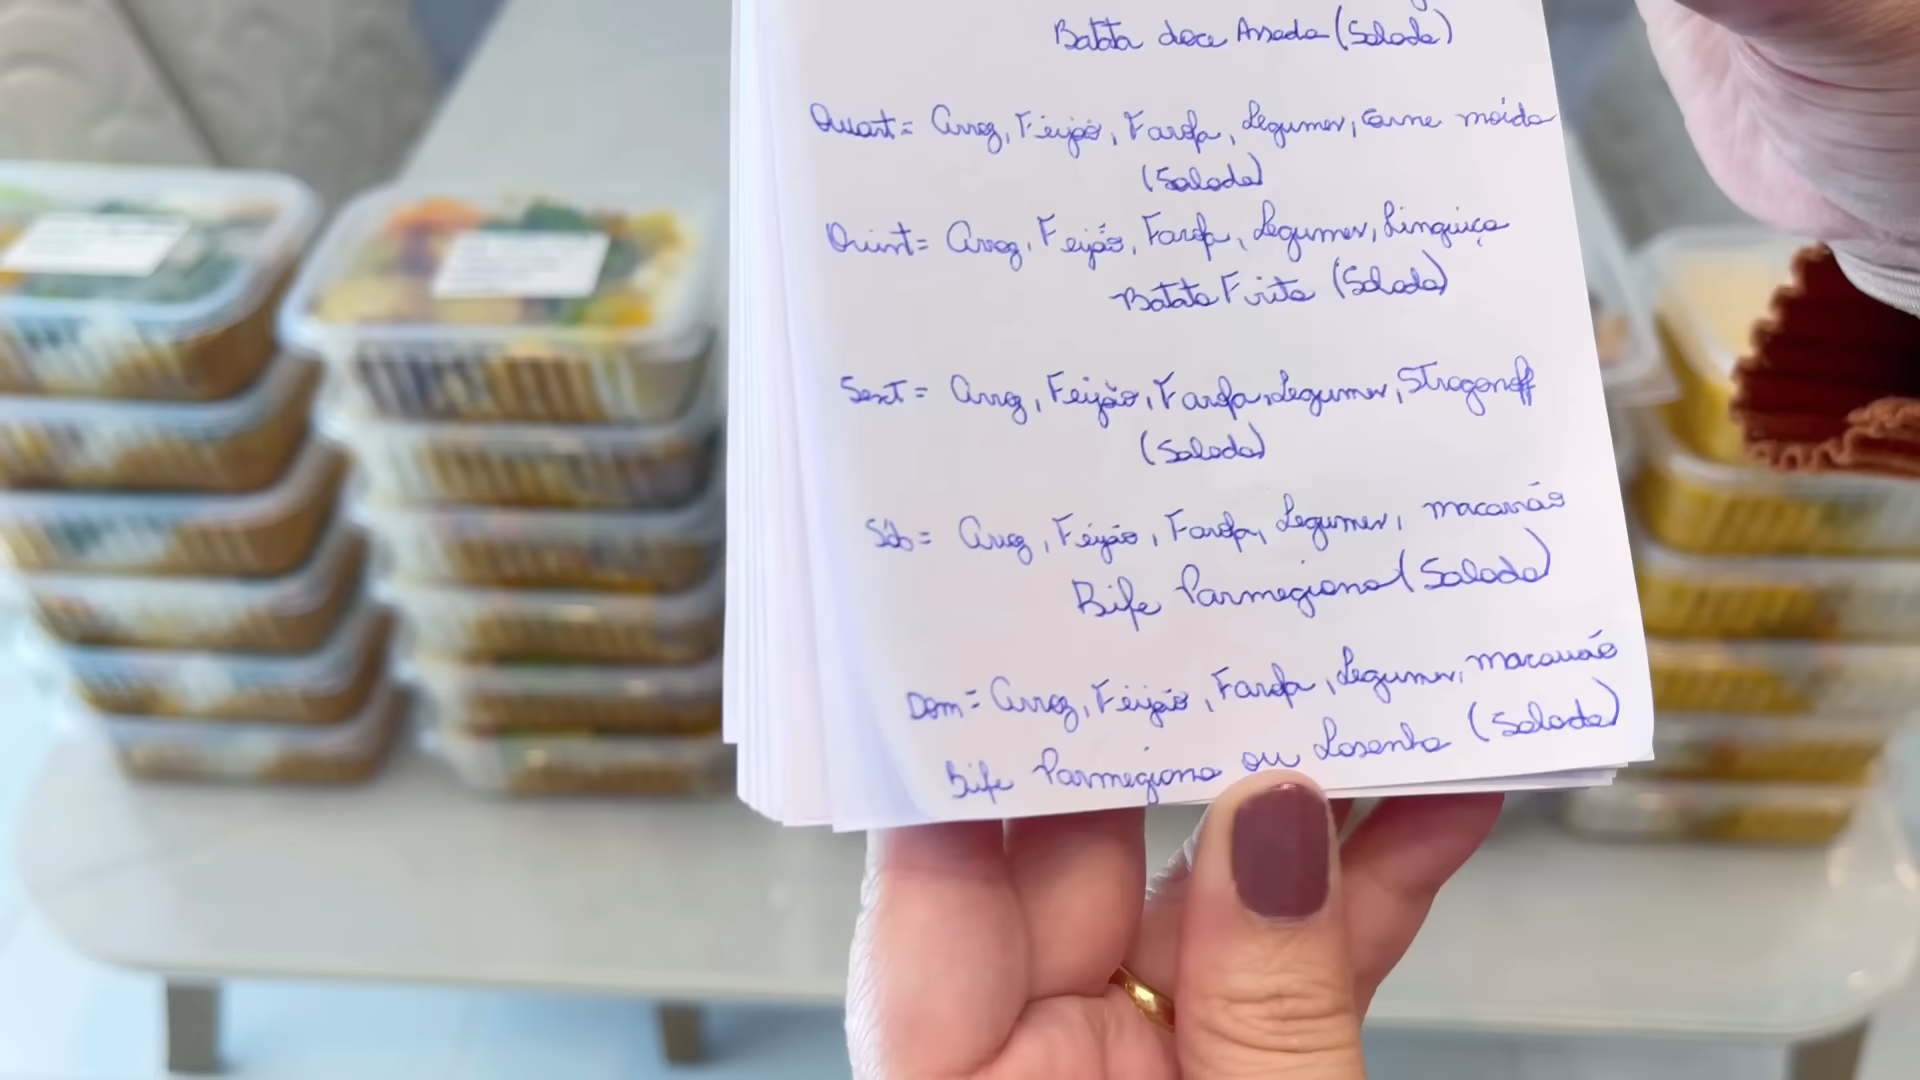 Batata doce Assada (Salada)
Quart = Arroz, Feijão, Farofa, Legumes, carne moída
(Salada)
Quint = Arroz, Feijão, Farofa, Legumes, Linguiça
Batata Frita (Salada)
Sext = Arroz, Feijão, Farofa, Legumes, Strogonoff
(Salada)
Sáb = Arroz, Feijão, Farofa, Legumes, macarrão
Bife Parmegiana (Salada)
Dom = Arroz, Feijão, Farofa, Legumes, macarrão
Bife Parmegiana ou Lasanha (Salada)